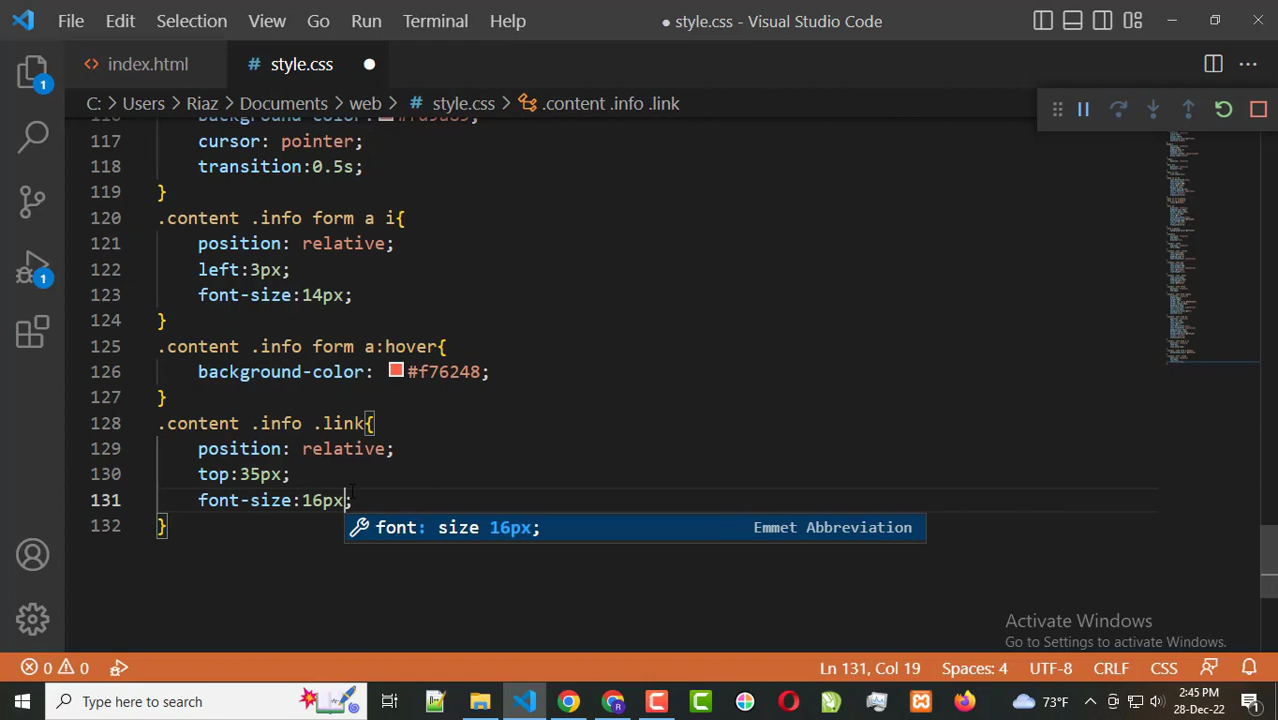 File Edit Selection View Go Run Terminal Help ● style.css - Visual Studio Code
index.html style.css
C: > Users > Riaz > Documents > web > # style.css > .content .info .link
117 cursor: pointer;
118 transition:0.5s;
119 }
120 .content .info form a i{
121 position: relative;
122 left:3px;
123 font-size:14px;
124 }
125 .content .info form a:hover{
126 background-color: #f76248;
127 }
128 .content .info .link{
129 position: relative;
130 top:35px;
131 font-size:16px;
font: size 16px; Emmet Abbreviation
132 }
Activate Windows
Go to Settings to activate Windows.
0 0 Ln 131, Col 19 Spaces: 4 UTF-8 CRLF CSS
Type here to search 73°F 2:45 PM
28-Dec-22